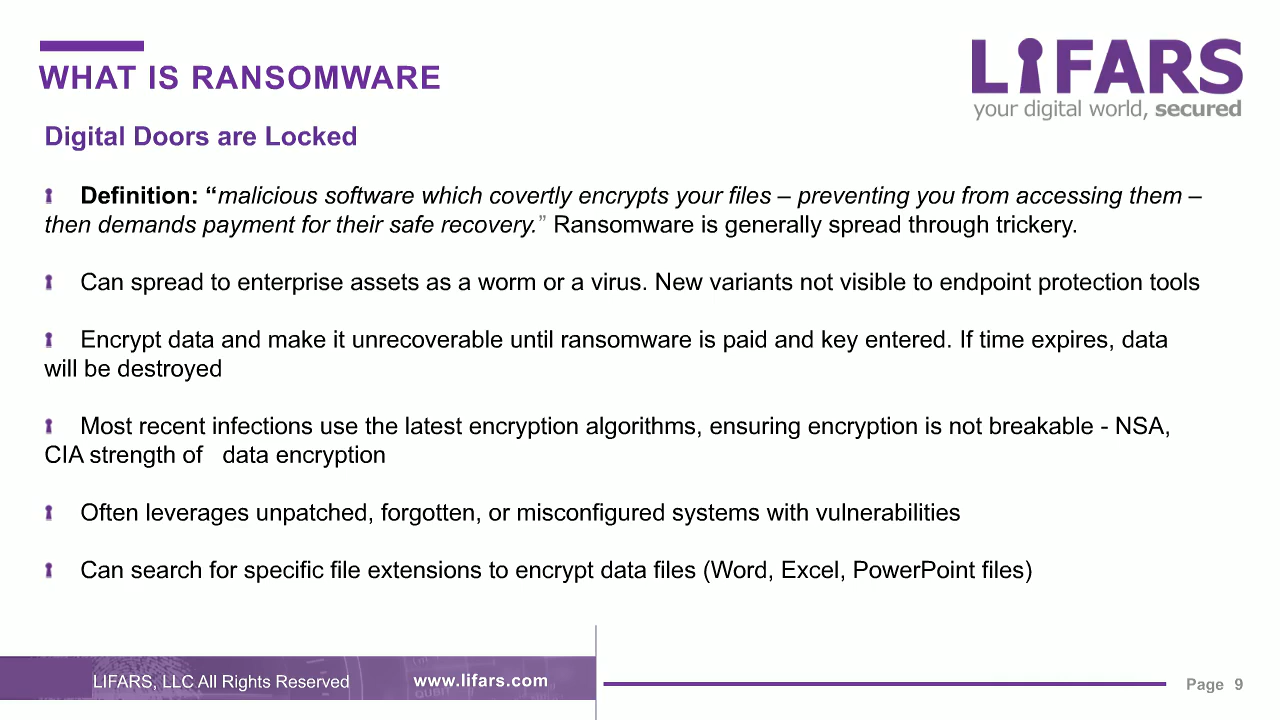 WHAT IS RANSOMWARE
LIFARS
your digital world, secured
Digital Doors are Locked
Definition: “malicious software which covertly encrypts your files – preventing you from accessing them –
then demands payment for their safe recovery.” Ransomware is generally spread through trickery.
Can spread to enterprise assets as a worm or a virus. New variants not visible to endpoint protection tools
Encrypt data and make it unrecoverable until ransomware is paid and key entered. If time expires, data
will be destroyed
Most recent infections use the latest encryption algorithms, ensuring encryption is not breakable - NSA,
CIA strength of data encryption
Often leverages unpatched, forgotten, or misconfigured systems with vulnerabilities
Can search for specific file extensions to encrypt data files (Word, Excel, PowerPoint files)
LIFARS, LLC All Rights Reserved
www.lifars.com
Page 9